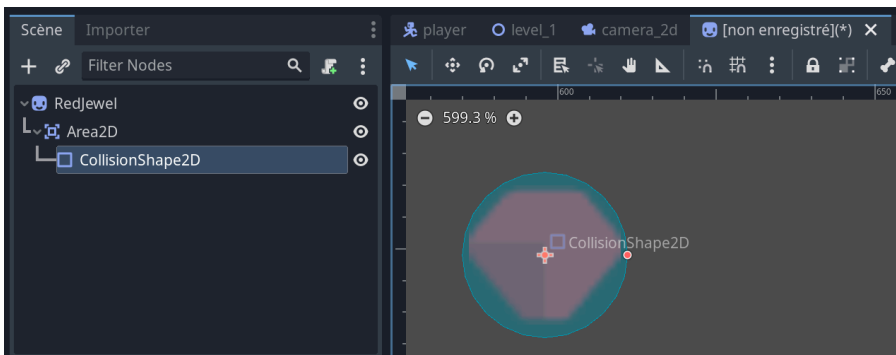 Scène Importer
player level_1 camera_2d [non enregistré](*)
Filter Nodes
600 650
RedJewel
599.3 %
Area2D
CollisionShape2D
CollisionShape2D